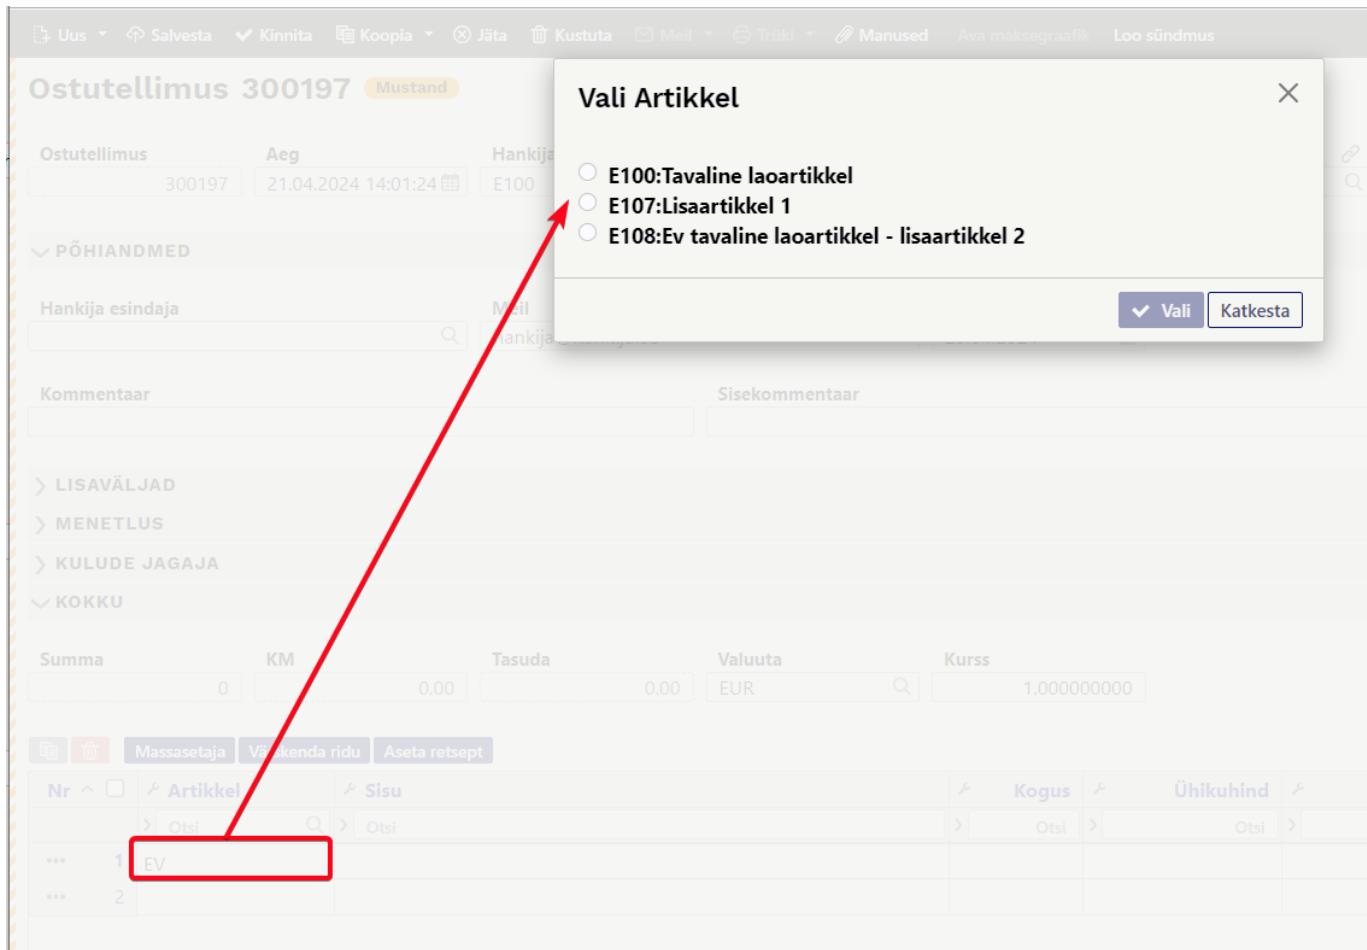 Uus Salvesta Kinnita Koopia Jäta Kustuta Meil Trüki Manused Ava maksegraafik Loo sündmus
Ostutellimus 300197 Mustand
Vali Artikkel
Ostutellimus Aeg Hankija
300197 21.04.2024 14:01:24 E100
E100:Tavaline laoartikkel
E107:Lisaartikkel 1
E108:Ev tavaline laoartikkel - lisaartikkel 2
PÕHIANDMED
Vali Katkesta
Hankija esindaja Meil
Kommentaar Sisekommentaar
LISAVÄLJAD
MENETLUS
KULUDE JAGAJA
KOKKU
Summa KM Tasuda Valuuta Kurss
0 0.00 0.00 EUR 1.000000000
Massasetaja Värskenda ridu Aseta retsept
Nr Artikkel Sisu Kogus Ühikuhind
Otsi Otsi Otsi Otsi
1 EV
2